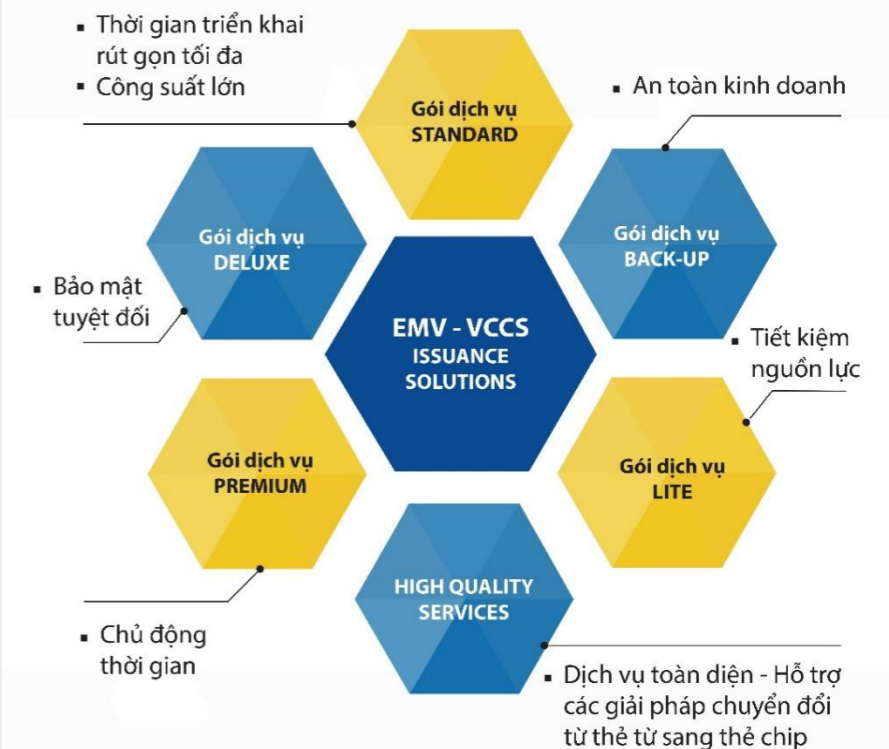 ▪ Thời gian triển khai
rút gọn tối đa
▪ Công suất lớn
Gói dịch vụ
STANDARD
▪ An toàn kinh doanh
Gói dịch vụ
DELUXE
Gói dịch vụ
BACK-UP
▪ Bảo mật
tuyệt đối
EMV - VCCS
ISSUANCE
SOLUTIONS
▪ Tiết kiệm
nguồn lực
Gói dịch vụ
PREMIUM
Gói dịch vụ
LITE
HIGH QUALITY
SERVICES
▪ Chủ động
thời gian
▪ Dịch vụ toàn diện - Hỗ trợ
các giải pháp chuyển đổi
từ thẻ từ sang thẻ chip